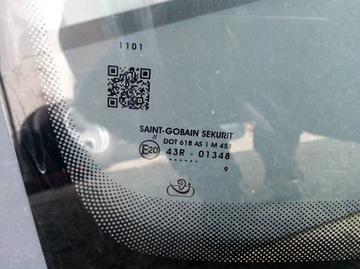 1101
SAINT-GOBAIN SEKURIT
//
DOT 618 AS 1 M 451
E20 43R - 01348
......
9